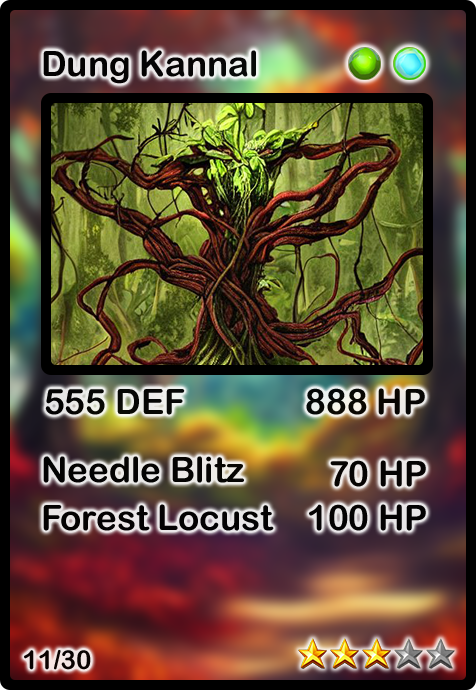 Dung Kannal
555 DEF 888 HP
Needle Blitz 70 HP
Forest Locust 100 HP
11/30